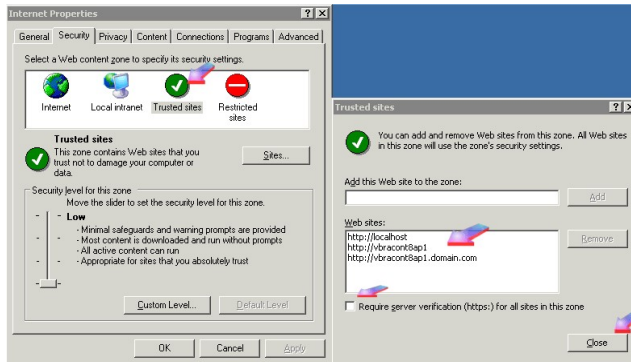 Internet Properties
General Security Privacy Content Connections Programs Advanced
Select a Web content zone to specify its security settings.
Internet Local intranet Trusted sites Restricted sites
Trusted sites
This zone contains Web sites that you
trust not to damage your computer or
data.
Sites...
Security level for this zone
Move the slider to set the security level for this zone.
Low
- Minimal safeguards and warning prompts are provided
- Most content is downloaded and run without prompts
- All active content can run
- Appropriate for sites that you absolutely trust
Custom Level... Default Level
OK Cancel Apply
Trusted sites
You can add and remove Web sites from this zone. All Web sites
in this zone will use the zone's security settings.
Add this Web site to the zone:
Add
Web sites:
http://localhost
http://vbracont8ap1
http://vbracont8ap1.domain.com
Remove
Require server verification (https:) for all sites in this zone
Close